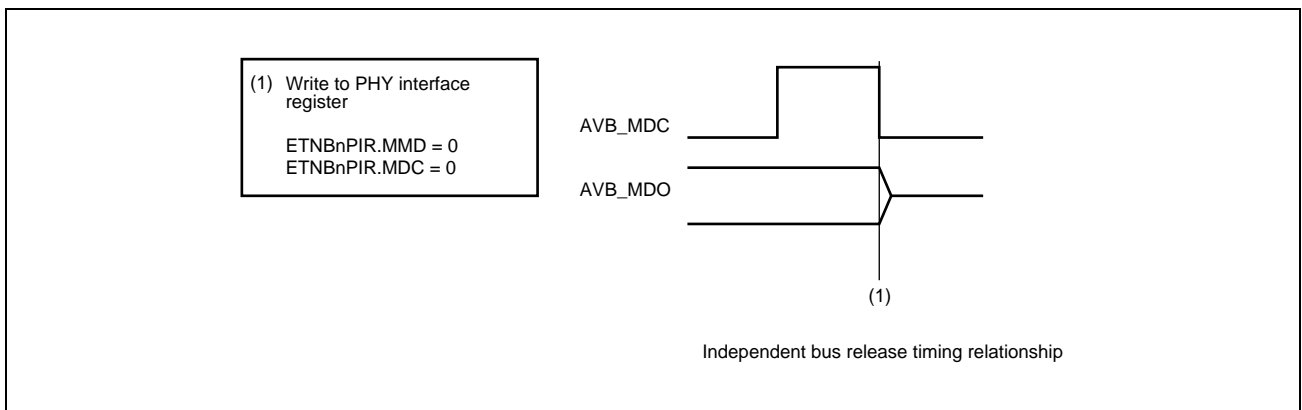 (1) Write to PHY interface
register
ETNBnPIR.MMD = 0
ETNBnPIR.MDC = 0
AVB_MDC
AVB_MDO
(1)
Independent bus release timing relationship